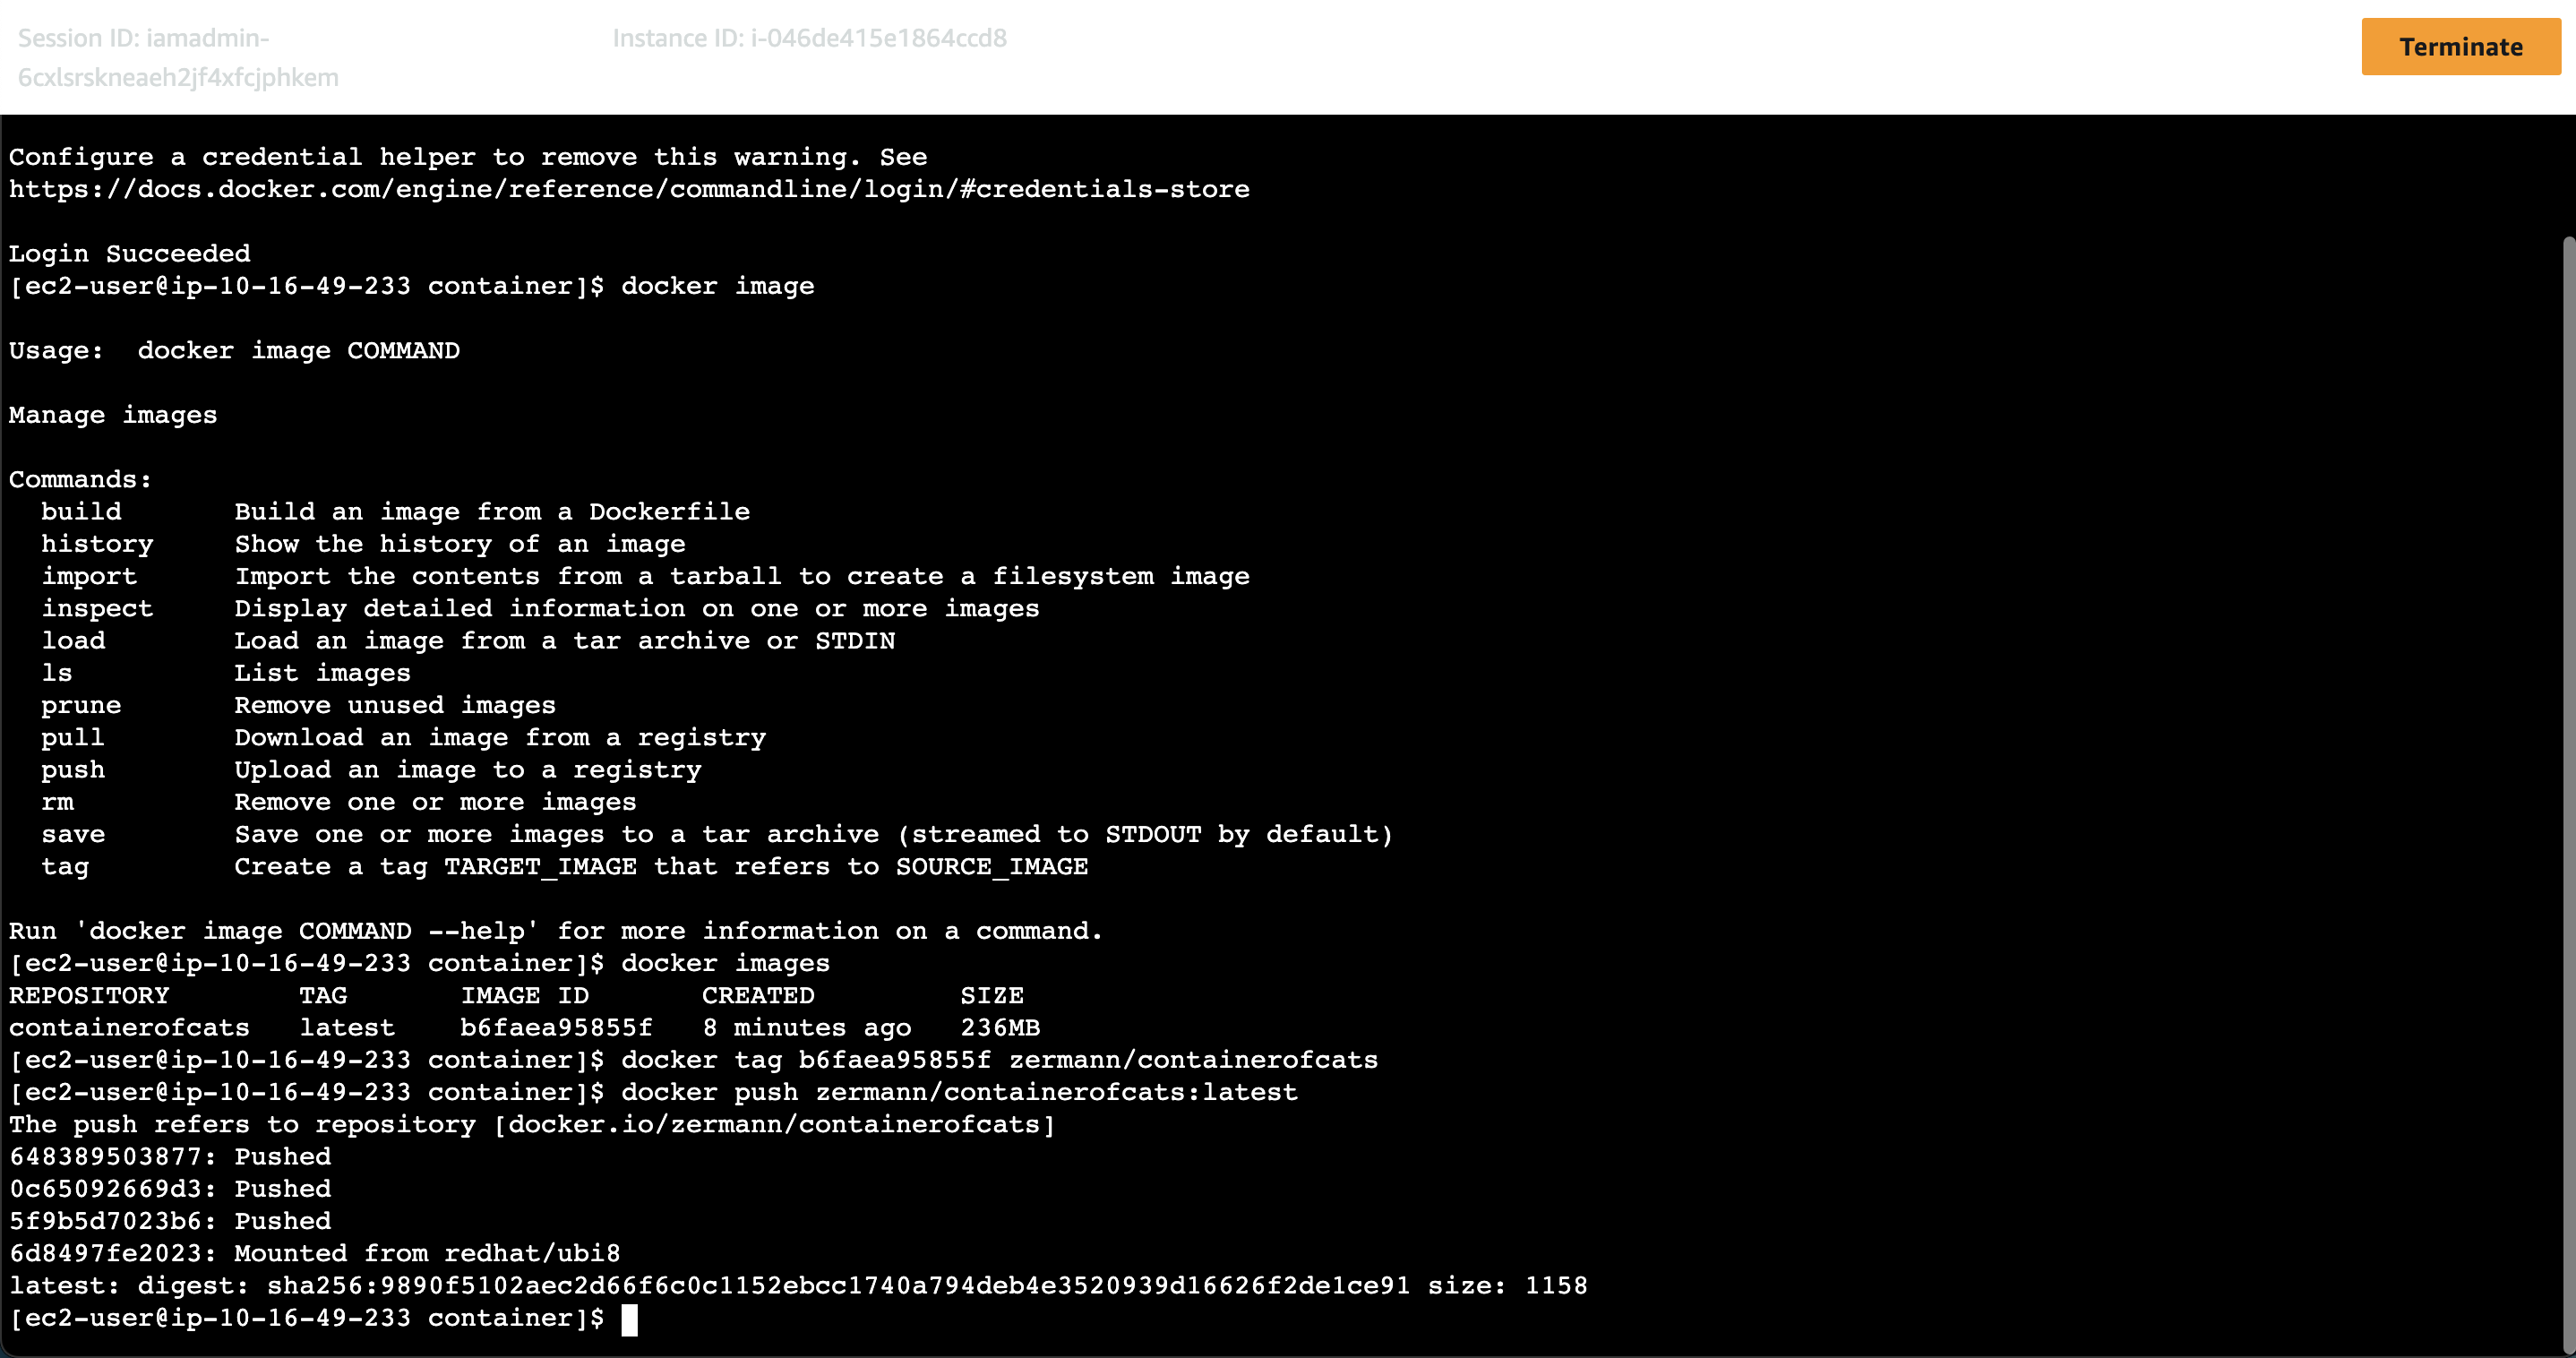 Session ID: iamadmin-
6cxlsrskneaeh2jf4xfcjphkem
Instance ID: i-046de415e1864ccd8
Terminate
Configure a credential helper to remove this warning. See
https://docs.docker.com/engine/reference/commandline/login/#credentials-store
Login Succeeded
[ec2-user@ip-10-16-49-233 container]$ docker image
Usage:  docker image COMMAND
Manage images
Commands:
  build       Build an image from a Dockerfile
  history     Show the history of an image
  import      Import the contents from a tarball to create a filesystem image
  inspect     Display detailed information on one or more images
  load        Load an image from a tar archive or STDIN
  ls          List images
  prune       Remove unused images
  pull        Download an image from a registry
  push        Upload an image to a registry
  rm          Remove one or more images
  save        Save one or more images to a tar archive (streamed to STDOUT by default)
  tag         Create a tag TARGET_IMAGE that refers to SOURCE_IMAGE
Run 'docker image COMMAND --help' for more information on a command.
[ec2-user@ip-10-16-49-233 container]$ docker images
REPOSITORY        TAG       IMAGE ID       CREATED         SIZE
containerofcats   latest    b6faea95855f   8 minutes ago   236MB
[ec2-user@ip-10-16-49-233 container]$ docker tag b6faea95855f zermann/containerofcats
[ec2-user@ip-10-16-49-233 container]$ docker push zermann/containerofcats:latest
The push refers to repository [docker.io/zermann/containerofcats]
648389503877: Pushed
0c65092669d3: Pushed
5f9b5d7023b6: Pushed
6d8497fe2023: Mounted from redhat/ubi8
latest: digest: sha256:9890f5102aec2d66f6c0c1152ebcc1740a794deb4e3520939d16626f2de1ce91 size: 1158
[ec2-user@ip-10-16-49-233 container]$